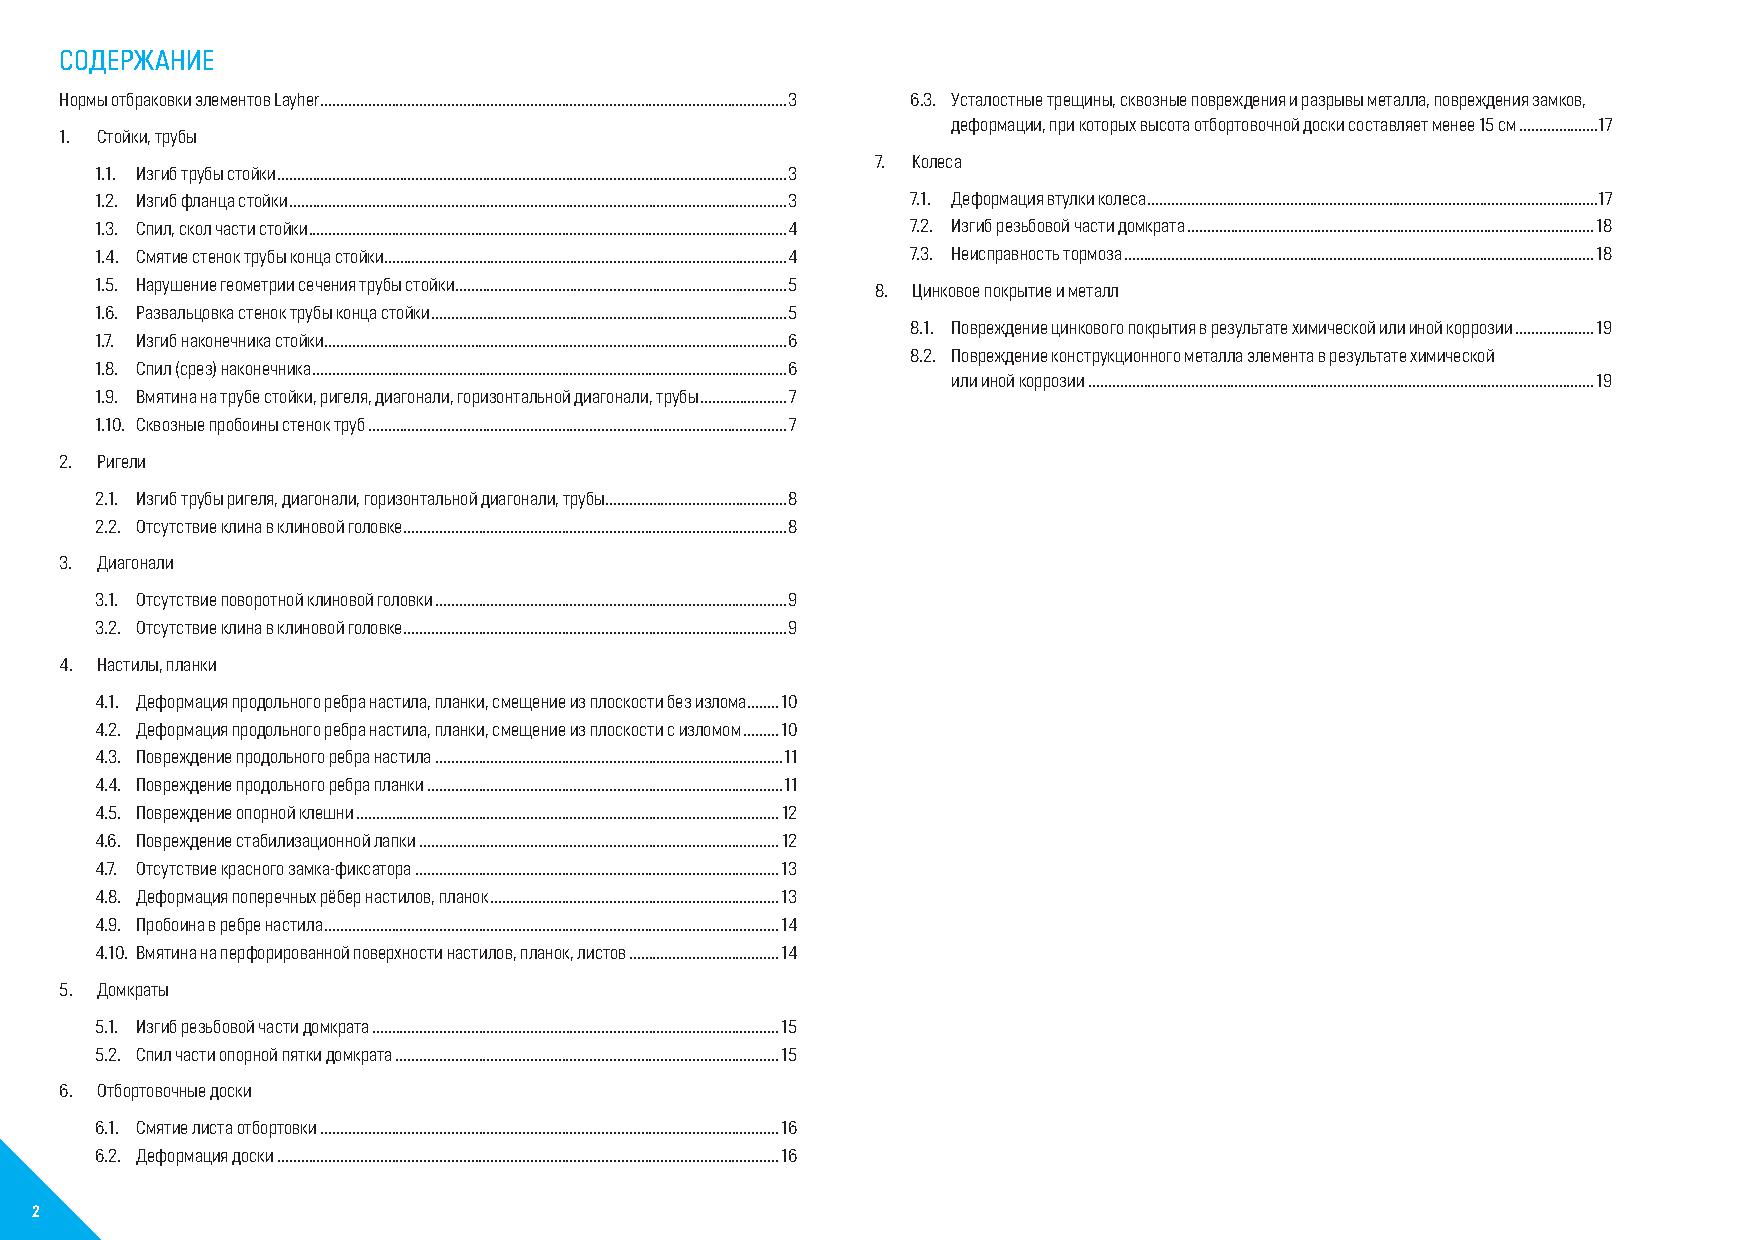 СОДЕРЖАНИЕ
Нормы отбраковки элементов Layher 3
1. Стойки, трубы
1.1. Изгиб трубы стойки 3
1.2. Изгиб фланца стойки 3
1.3. Спил, скол части стойки 4
1.4. Смятие стенок трубы конца стойки 4
1.5. Нарушение геометрии сечения трубы стойки 5
1.6. Развальцовка стенок трубы конца стойки 5
1.7. Изгиб наконечника стойки 6
1.8. Спил (срез) наконечника 6
1.9. Вмятина на трубе стойки, ригеля, диагонали, горизонтальной диагонали, трубы 7
1.10. Сквозные пробоины стенок труб 7
2. Ригели
2.1. Изгиб трубы ригеля, диагонали, горизонтальной диагонали, трубы 8
2.2. Отсутствие клина в клиновой головке 8
3. Диагонали
3.1. Отсутствие поворотной клиновой головки 9
3.2. Отсутствие клина в клиновой головке 9
4. Настилы, планки
4.1. Деформация продольного ребра настила, планки, смещение из плоскости без излома 10
4.2. Деформация продольного ребра настила, планки, смещение из плоскости с изломом 10
4.3. Повреждение продольного ребра настила 11
4.4. Повреждение продольного ребра планки 11
4.5. Повреждение опорной клешни 12
4.6. Повреждение стабилизационной лапки 12
4.7. Отсутствие красного замка-фиксатора 13
4.8. Деформация поперечных рёбер настилов, планок 13
4.9. Пробоина в ребре настила 14
4.10. Вмятина на перфорированной поверхности настилов, планок, листов 14
5. Домкраты
5.1. Изгиб резьбовой части домкрата 15
5.2. Спил части опорной пятки домкрата 15
6. Отбортовочные доски
6.1. Смятие листа отбортовки 16
6.2. Деформация доски 16
6.3. Усталостные трещины, сквозные повреждения и разрывы металла, повреждения замков,
деформации, при которых высота отбортовочной доски составляет менее 15 см 17
7. Колеса
7.1. Деформация втулки колеса 17
7.2. Изгиб резьбовой части домкрата 18
7.3. Неисправность тормоза 18
8. Цинковое покрытие и металл
8.1. Повреждение цинкового покрытия в результате химической или иной коррозии 19
8.2. Повреждение конструкционного металла элемента в результате химической
или иной коррозии 19
2